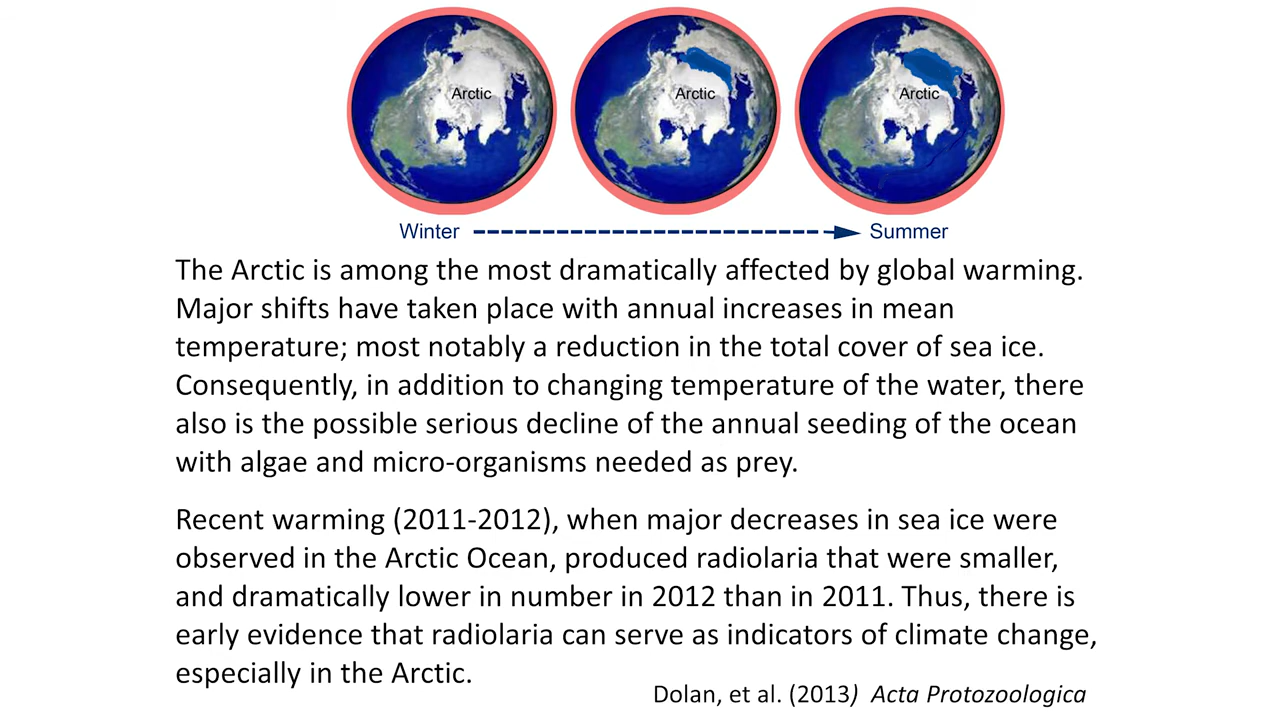 Arctic Arctic Arctic
Winter Summer
The Arctic is among the most dramatically affected by global warming.
Major shifts have taken place with annual increases in mean
temperature; most notably a reduction in the total cover of sea ice.
Consequently, in addition to changing temperature of the water, there
also is the possible serious decline of the annual seeding of the ocean
with algae and micro-organisms needed as prey.
Recent warming (2011-2012), when major decreases in sea ice were
observed in the Arctic Ocean, produced radiolaria that were smaller,
and dramatically lower in number in 2012 than in 2011. Thus, there is
early evidence that radiolaria can serve as indicators of climate change,
especially in the Arctic.
Dolan, et al. (2013) Acta Protozoologica